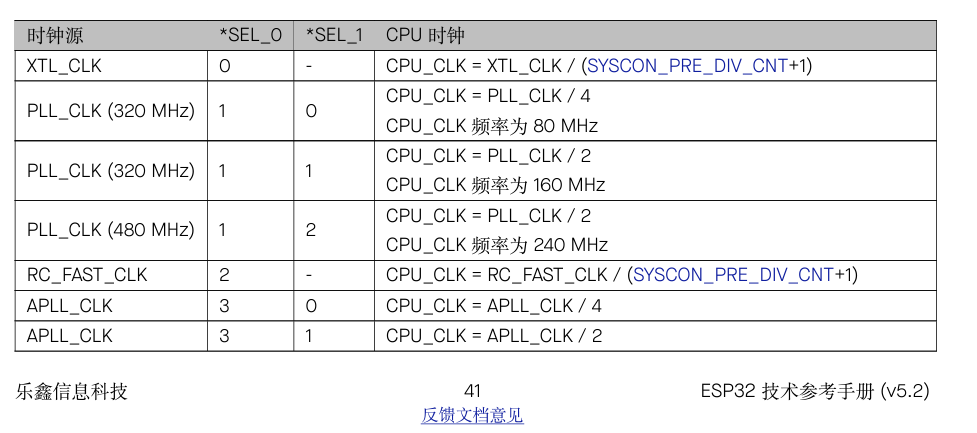 时钟源 *SEL_0 *SEL_1 CPU 时钟
XTL_CLK 0 - CPU_CLK = XTL_CLK / (SYSCON_PRE_DIV_CNT+1)
PLL_CLK (320 MHz) 1 0 CPU_CLK = PLL_CLK / 4
CPU_CLK 频率为 80 MHz
PLL_CLK (320 MHz) 1 1 CPU_CLK = PLL_CLK / 2
CPU_CLK 频率为 160 MHz
PLL_CLK (480 MHz) 1 2 CPU_CLK = PLL_CLK / 2
CPU_CLK 频率为 240 MHz
RC_FAST_CLK 2 - CPU_CLK = RC_FAST_CLK / (SYSCON_PRE_DIV_CNT+1)
APLL_CLK 3 0 CPU_CLK = APLL_CLK / 4
APLL_CLK 3 1 CPU_CLK = APLL_CLK / 2
乐鑫信息科技 41 ESP32 技术参考手册 (v5.2)
反馈文档意见